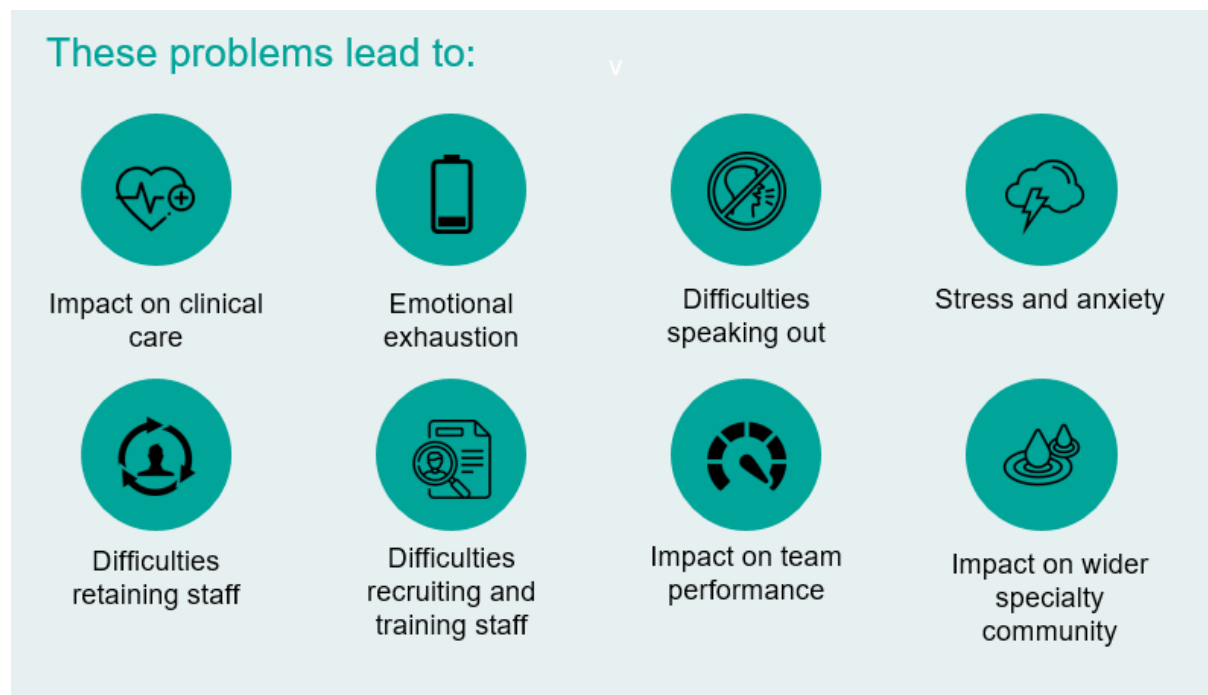 These problems lead to:
v
Impact on clinical
care
Emotional
exhaustion
Difficulties
speaking out
Stress and anxiety
Difficulties
retaining staff
Difficulties
recruiting and
training staff
Impact on team
performance
Impact on wider
specialty
community